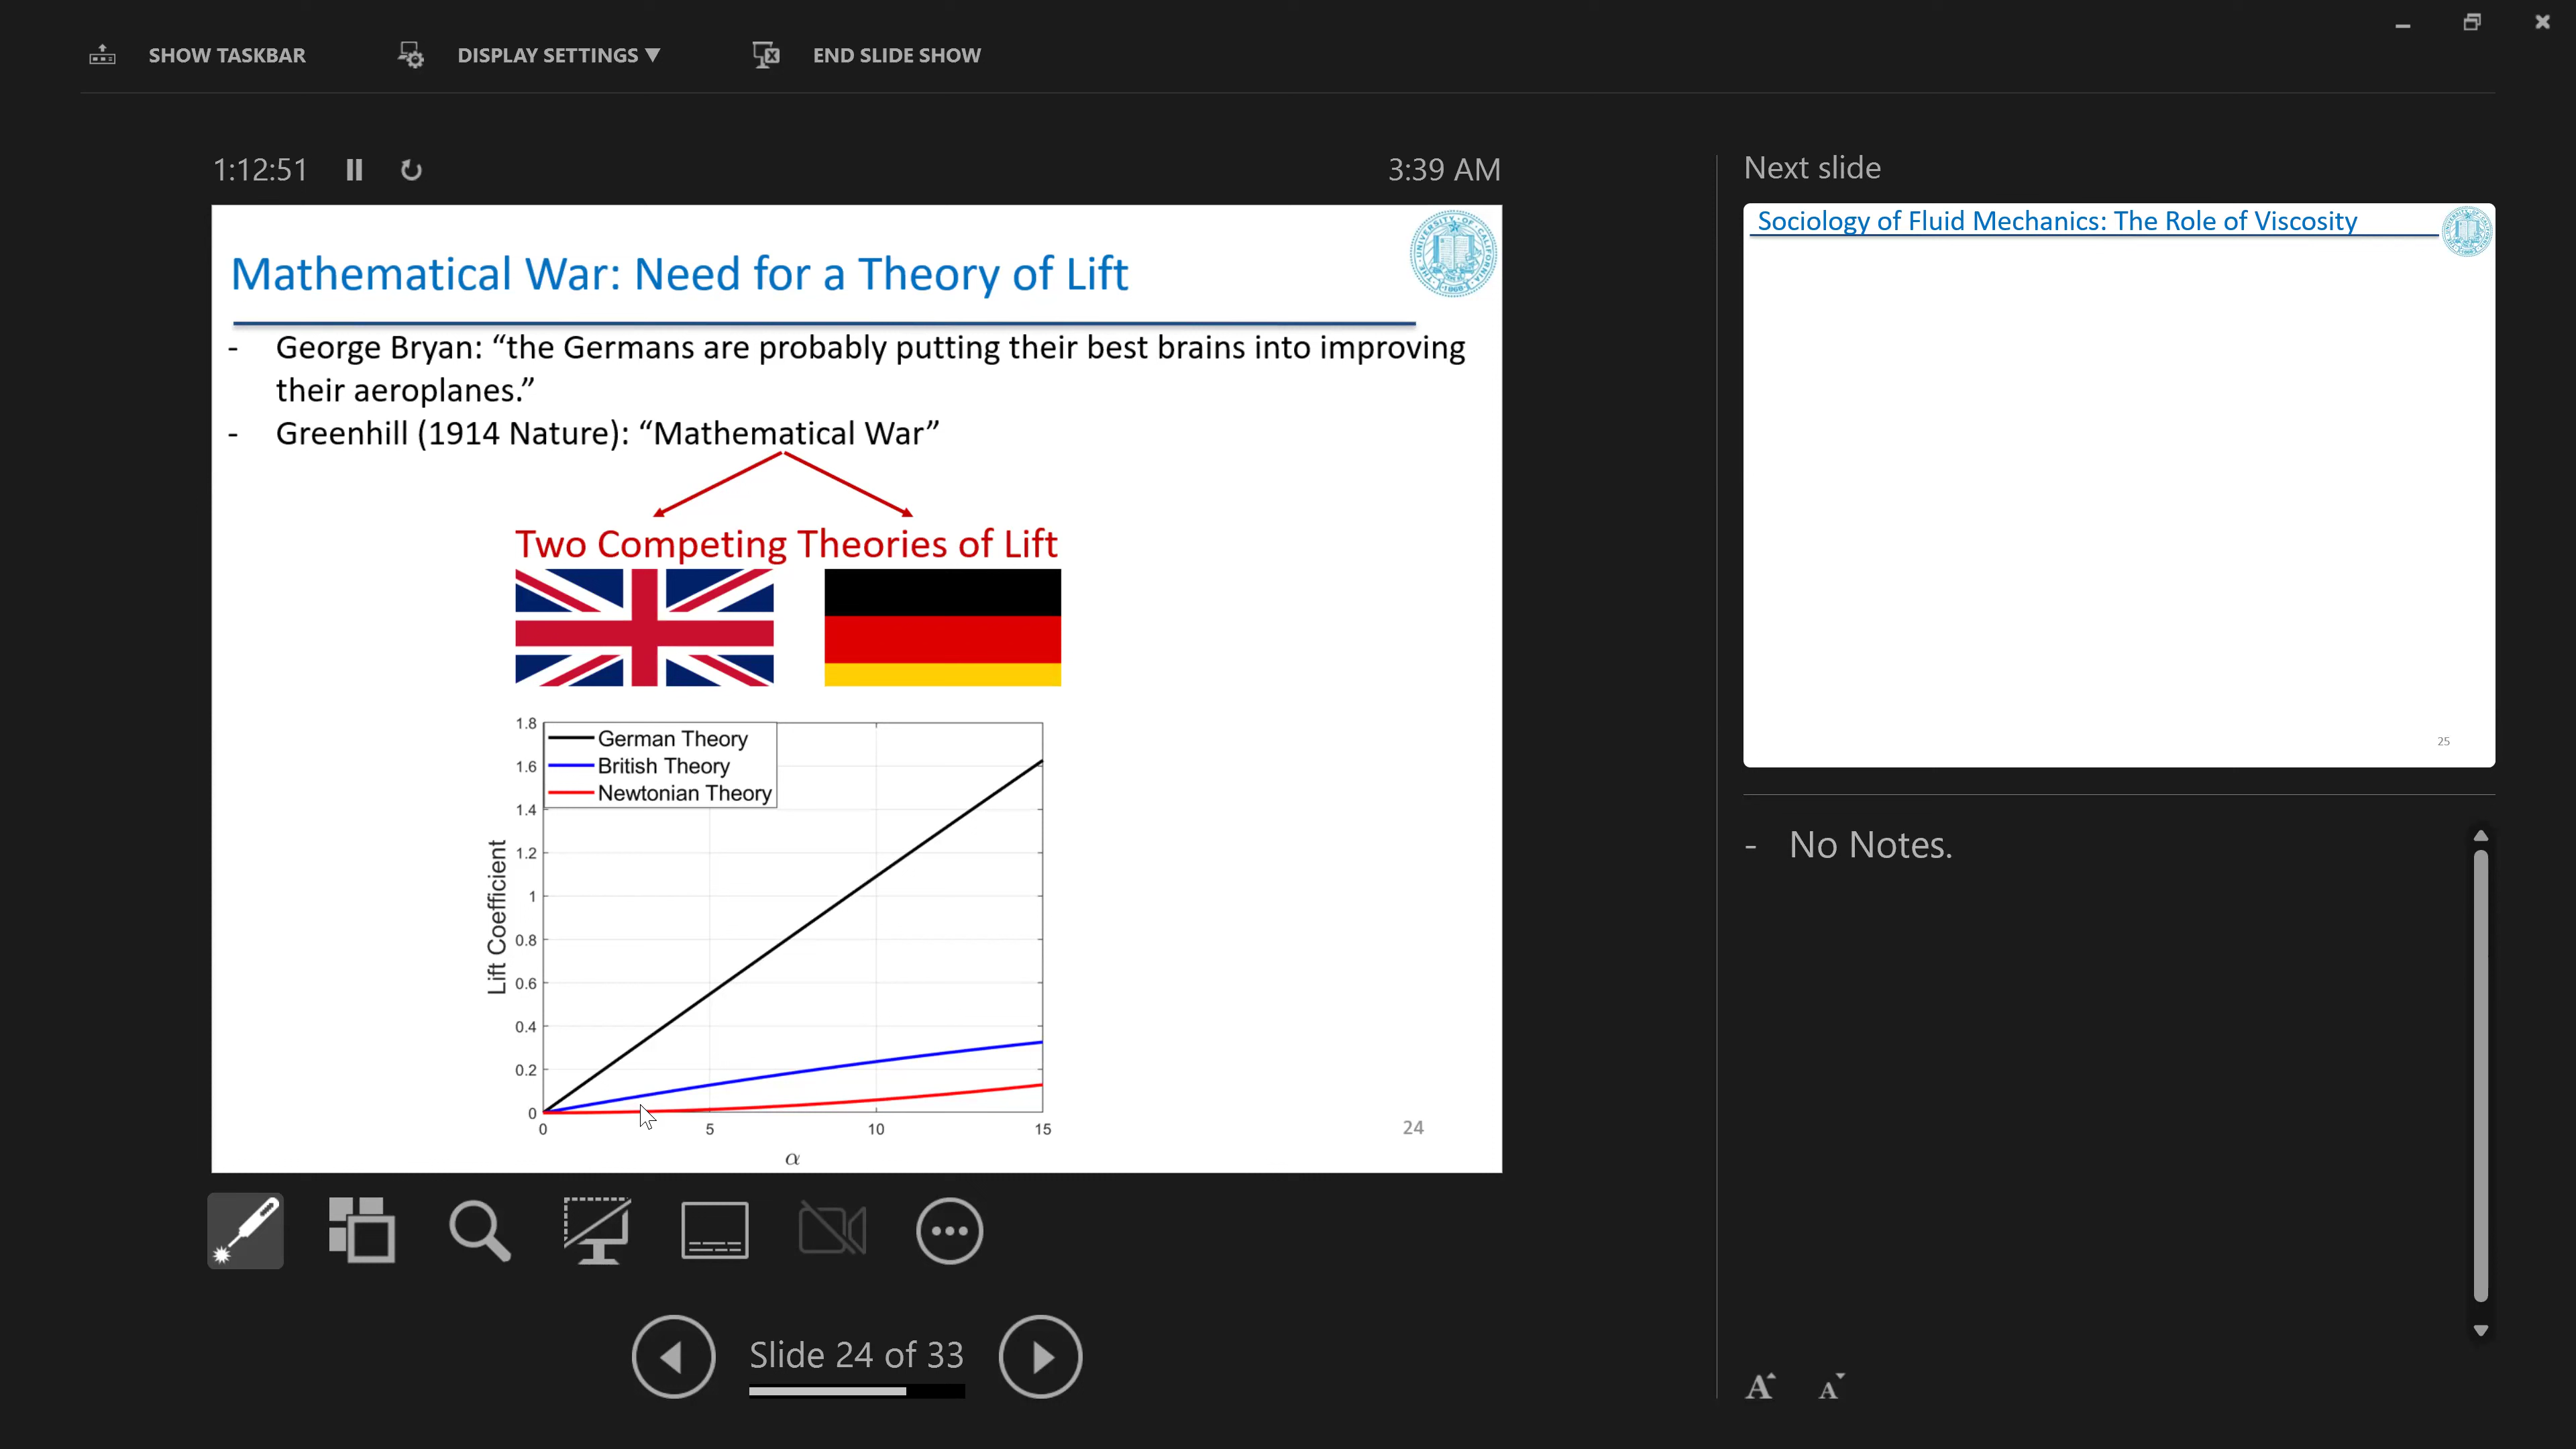 SHOW TASKBAR
DISPLAY SETTINGS ▼
END SLIDE SHOW
1:12:51
3:39 AM
Mathematical War: Need for a Theory of Lift
- George Bryan: “the Germans are probably putting their best brains into improving
their aeroplanes.”
- Greenhill (1914 Nature): “Mathematical War”
Two Competing Theories of Lift
German Theory
British Theory
Newtonian Theory
1.8
1.6
1.4
1.2
1
0.8
0.6
0.4
0.2
0
Lift Coefficient
0 5 10 15
α
24
Slide 24 of 33
Next slide
Sociology of Fluid Mechanics: The Role of Viscosity
25
- No Notes.
A A